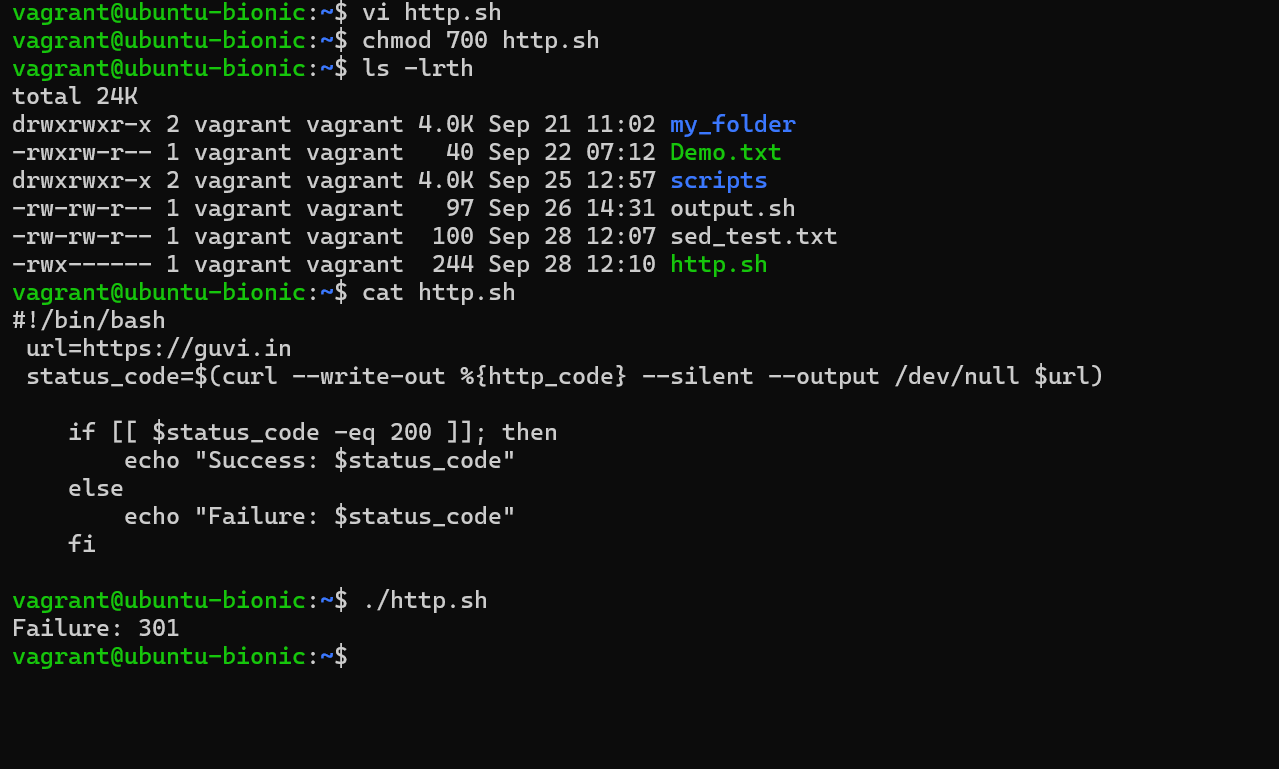 vagrant@ubuntu-bionic:~$ vi http.sh
vagrant@ubuntu-bionic:~$ chmod 700 http.sh
vagrant@ubuntu-bionic:~$ ls -lrth
total 24K
drwxrwxr-x 2 vagrant vagrant 4.0K Sep 21 11:02 my_folder
-rwxrw-r-- 1 vagrant vagrant   40 Sep 22 07:12 Demo.txt
drwxrwxr-x 2 vagrant vagrant 4.0K Sep 25 12:57 scripts
-rw-rw-r-- 1 vagrant vagrant   97 Sep 26 14:31 output.sh
-rw-rw-r-- 1 vagrant vagrant  100 Sep 28 12:07 sed_test.txt
-rwx------ 1 vagrant vagrant  244 Sep 28 12:10 http.sh
vagrant@ubuntu-bionic:~$ cat http.sh
#!/bin/bash
 url=https://guvi.in
 status_code=$(curl --write-out %{http_code} --silent --output /dev/null $url)

    if [[ $status_code -eq 200 ]]; then
        echo "Success: $status_code"
    else
        echo "Failure: $status_code"
    fi

vagrant@ubuntu-bionic:~$ ./http.sh
Failure: 301
vagrant@ubuntu-bionic:~$